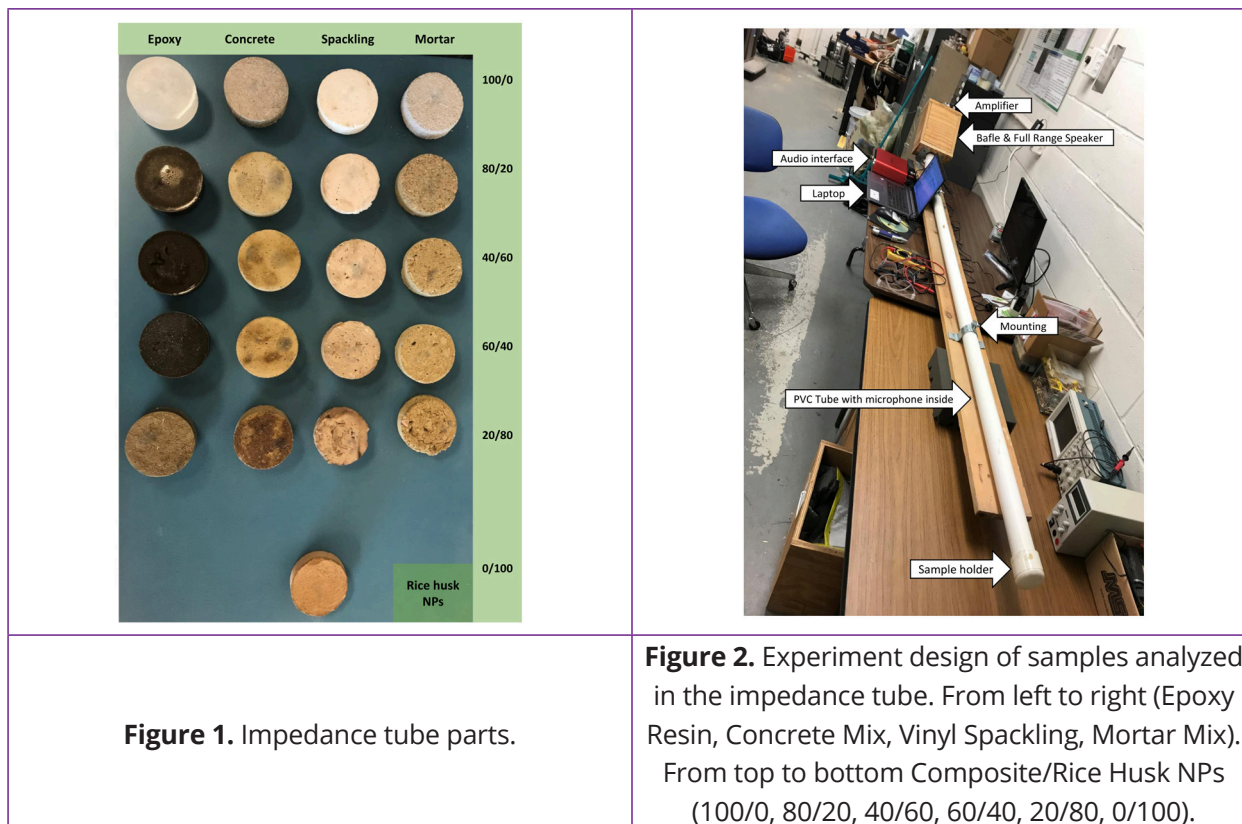 Epoxy Concrete Spackling Mortar
100/0
80/20
40/60
60/40
20/80
0/100
Rice husk
NPs
Amplifier
Bafle & Full Range Speaker
Audio interface
Laptop
Mounting
PVC Tube with microphone inside
Sample holder
Figure 1. Impedance tube parts.
Figure 2. Experiment design of samples analyzed
in the impedance tube. From left to right (Epoxy
Resin, Concrete Mix, Vinyl Spackling, Mortar Mix).
From top to bottom Composite/Rice Husk NPs
(100/0, 80/20, 40/60, 60/40, 20/80, 0/100).